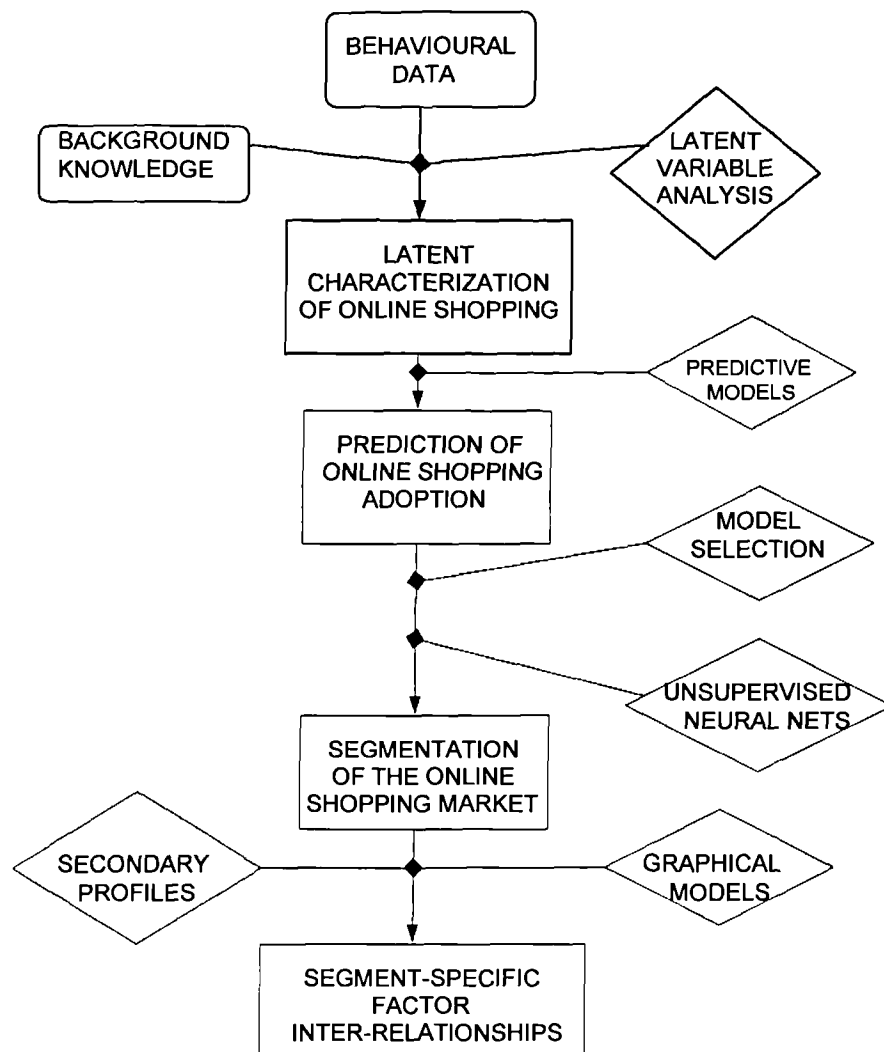 BEHAVIOURAL
DATA
BACKGROUND
KNOWLEDGE
LATENT
VARIABLE
ANALYSIS
LATENT
CHARACTERIZATION
OF ONLINE SHOPPING
PREDICTIVE
MODELS
PREDICTION OF
ONLINE SHOPPING
ADOPTION
MODEL
SELECTION
UNSUPERVISED
NEURAL NETS
SEGMENTATION
OF THE ONLINE
SHOPPING MARKET
SECONDARY
PROFILES
GRAPHICAL
MODELS
SEGMENT-SPECIFIC
FACTOR
INTER-RELATIONSHIPS